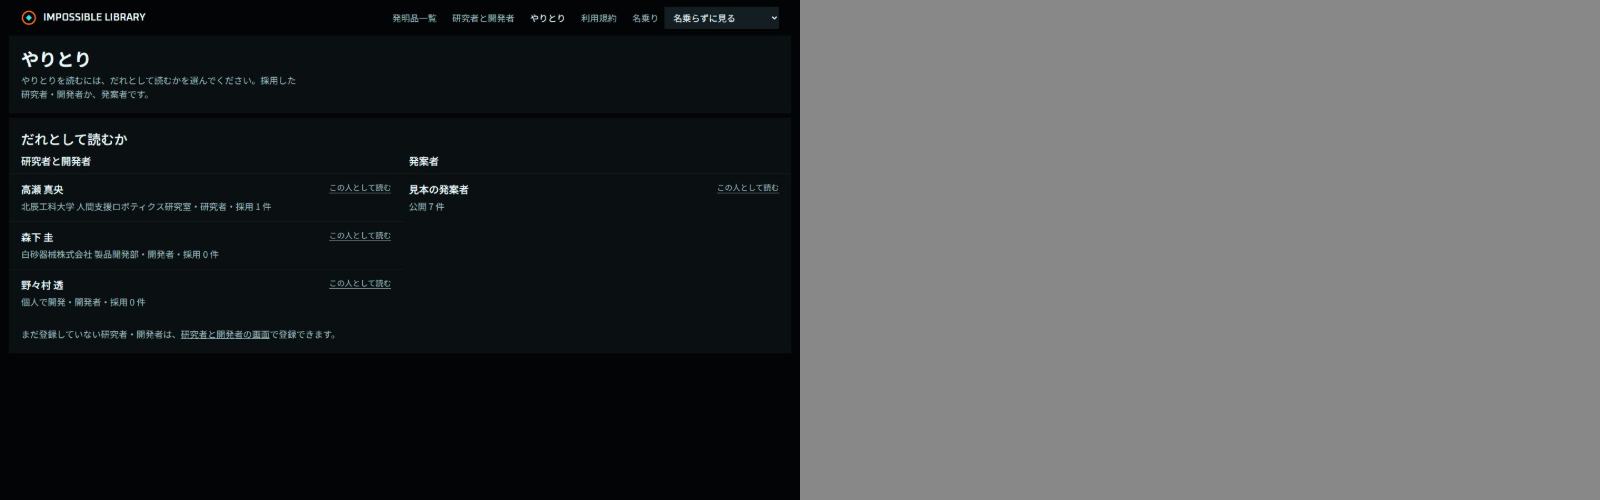 IMPOSSIBLE LIBRARY
発明品一覧 研究者と開発者 やりとり 利用規約 名乗り 名乗らずに見る
やりとり
やりとりを読むには、だれとして読むかを選んでください。採用した
研究者・開発者か、発案者です。
だれとして読むか
研究者と開発者
高瀬 真央 この人として読む
北辰工科大学 人間支援ロボティクス研究室・研究者・採用 1 件
森下 圭 この人として読む
白砂器械株式会社 製品開発部・開発者・採用 0 件
野々村 透 この人として読む
個人で開発・開発者・採用 0 件
発案者
見本の発案者 この人として読む
公開 7 件
まだ登録していない研究者・開発者は、研究者と開発者の画面で登録できます。